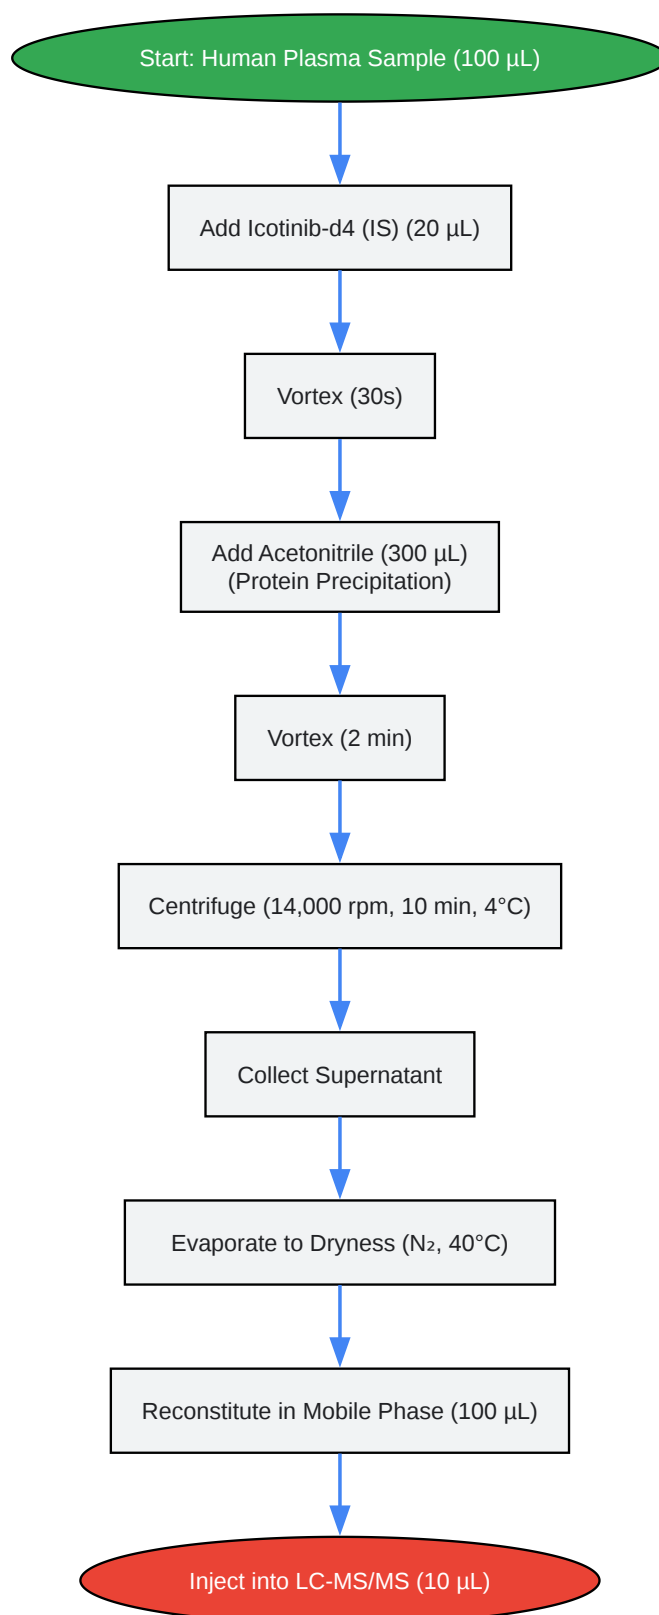 Start: Human Plasma Sample (100 µL)
Add Icotinib-d4 (IS) (20 µL)
Vortex (30s)
Add Acetonitrile (300 µL)
(Protein Precipitation)
Vortex (2 min)
Centrifuge (14,000 rpm, 10 min, 4°C)
Collect Supernatant
Evaporate to Dryness (N₂, 40°C)
Reconstitute in Mobile Phase (100 µL)
Inject into LC-MS/MS (10 µL)